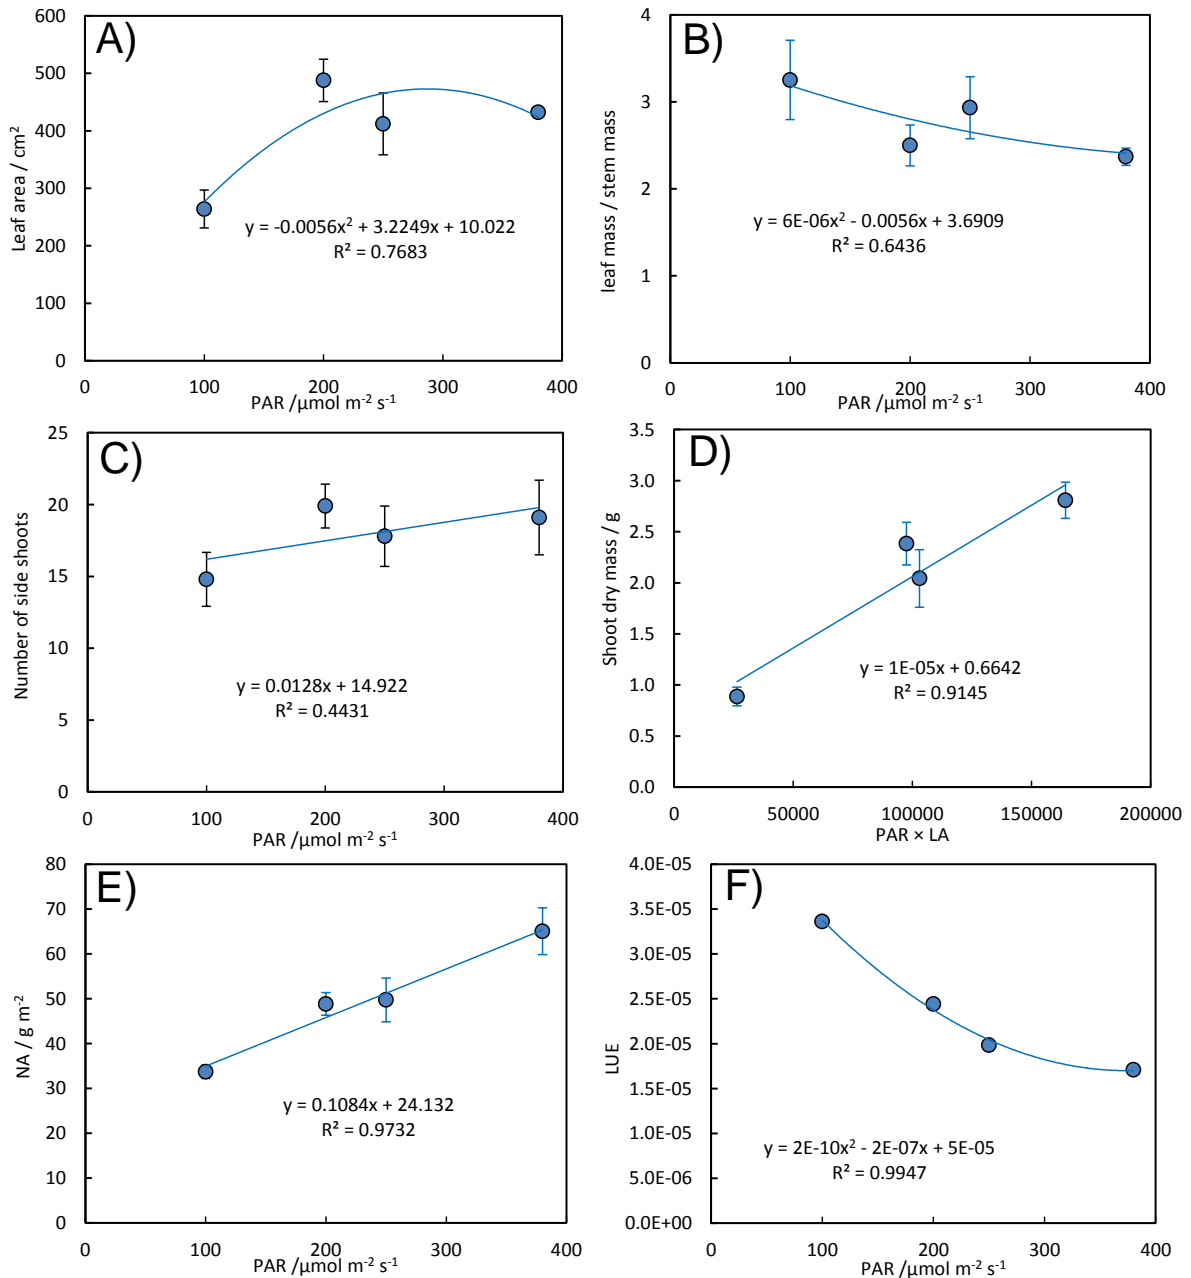 A)
600
500
400
300
200
100
0
Leaf area / cm²
y = -0.0056x² + 3.2249x + 10.022
R² = 0.7683
0 100 200 300 400
PAR /µmol m⁻² s⁻¹
B)
4
3
2
1
0
leaf mass / stem mass
y = 6E-06x² - 0.0056x + 3.6909
R² = 0.6436
0 100 200 300 400
PAR /µmol m⁻² s⁻¹
C)
25
20
15
10
5
0
Number of side shoots
y = 0.0128x + 14.922
R² = 0.4431
0 100 200 300 400
PAR /µmol m⁻² s⁻¹
D)
3.5
3.0
2.5
2.0
1.5
1.0
0.5
0.0
Shoot dry mass / g
y = 1E-05x + 0.6642
R² = 0.9145
0 50000 100000 150000 200000
PAR × LA
E)
80
70
60
50
40
30
20
10
0
NA / g m⁻²
y = 0.1084x + 24.132
R² = 0.9732
0 100 200 300 400
PAR /µmol m⁻² s⁻¹
F)
4.0E-05
3.5E-05
3.0E-05
2.5E-05
2.0E-05
1.5E-05
1.0E-05
5.0E-06
0.0E+00
LUE
y = 2E-10x² - 2E-07x + 5E-05
R² = 0.9947
0 100 200 300 400
PAR /µmol m⁻² s⁻¹